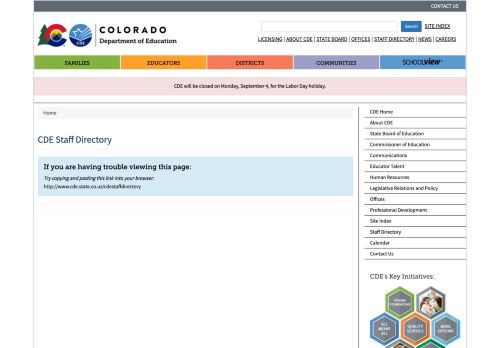 CONTACT US
COLORADO
Department of Education
CDE
Search
SITE INDEX
LICENSING | ABOUT CDE | STATE BOARD | OFFICES | STAFF DIRECTORY | NEWS | CAREERS
FAMILIES
EDUCATORS
DISTRICTS
COMMUNITIES
SCHOOLVIEW
CDE will be closed on Monday, September 4, for the Labor Day holiday.
Home
CDE Staff Directory
If you are having trouble viewing this page:
Try copying and pasting this link into your browser:
http://www.cde.state.co.us/cdestaffdirectory
CDE Home
About CDE
State Board of Education
Commissioner of Education
Communications
Educator Talent
Human Resources
Legislative Relations and Policy
Offices
Professional Development
Site Index
Staff Directory
Calendar
Contact Us
CDE's Key Initiatives:
STRONG
FOUNDATIONS
ALL
MEANS
ALL
QUALITY
SCHOOLS
MORE
OPTIONS